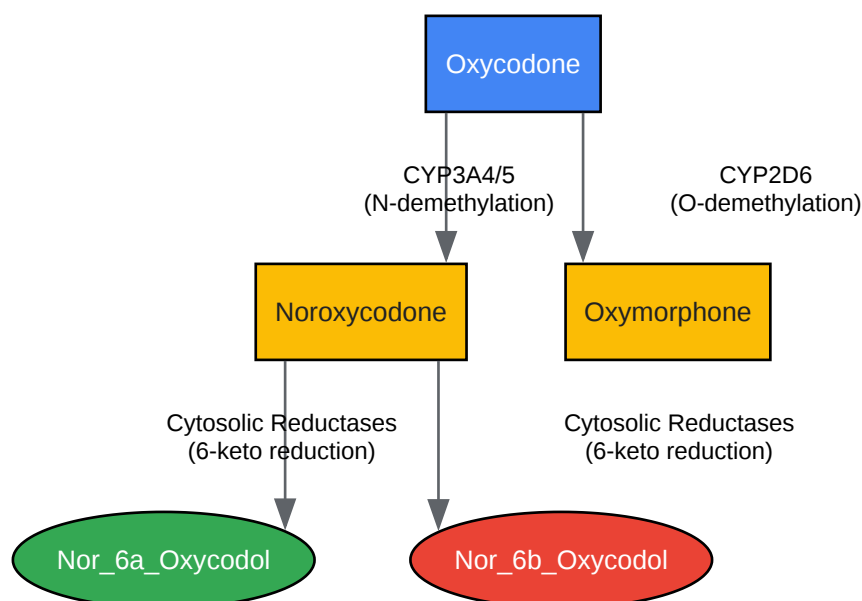 Oxycodone
CYP3A4/5
(N-demethylation)
CYP2D6
(O-demethylation)
Noroxycodone
Oxymorphone
Cytosolic Reductases
(6-keto reduction)
Cytosolic Reductases
(6-keto reduction)
Nor_6a_Oxycodol
Nor_6b_Oxycodol